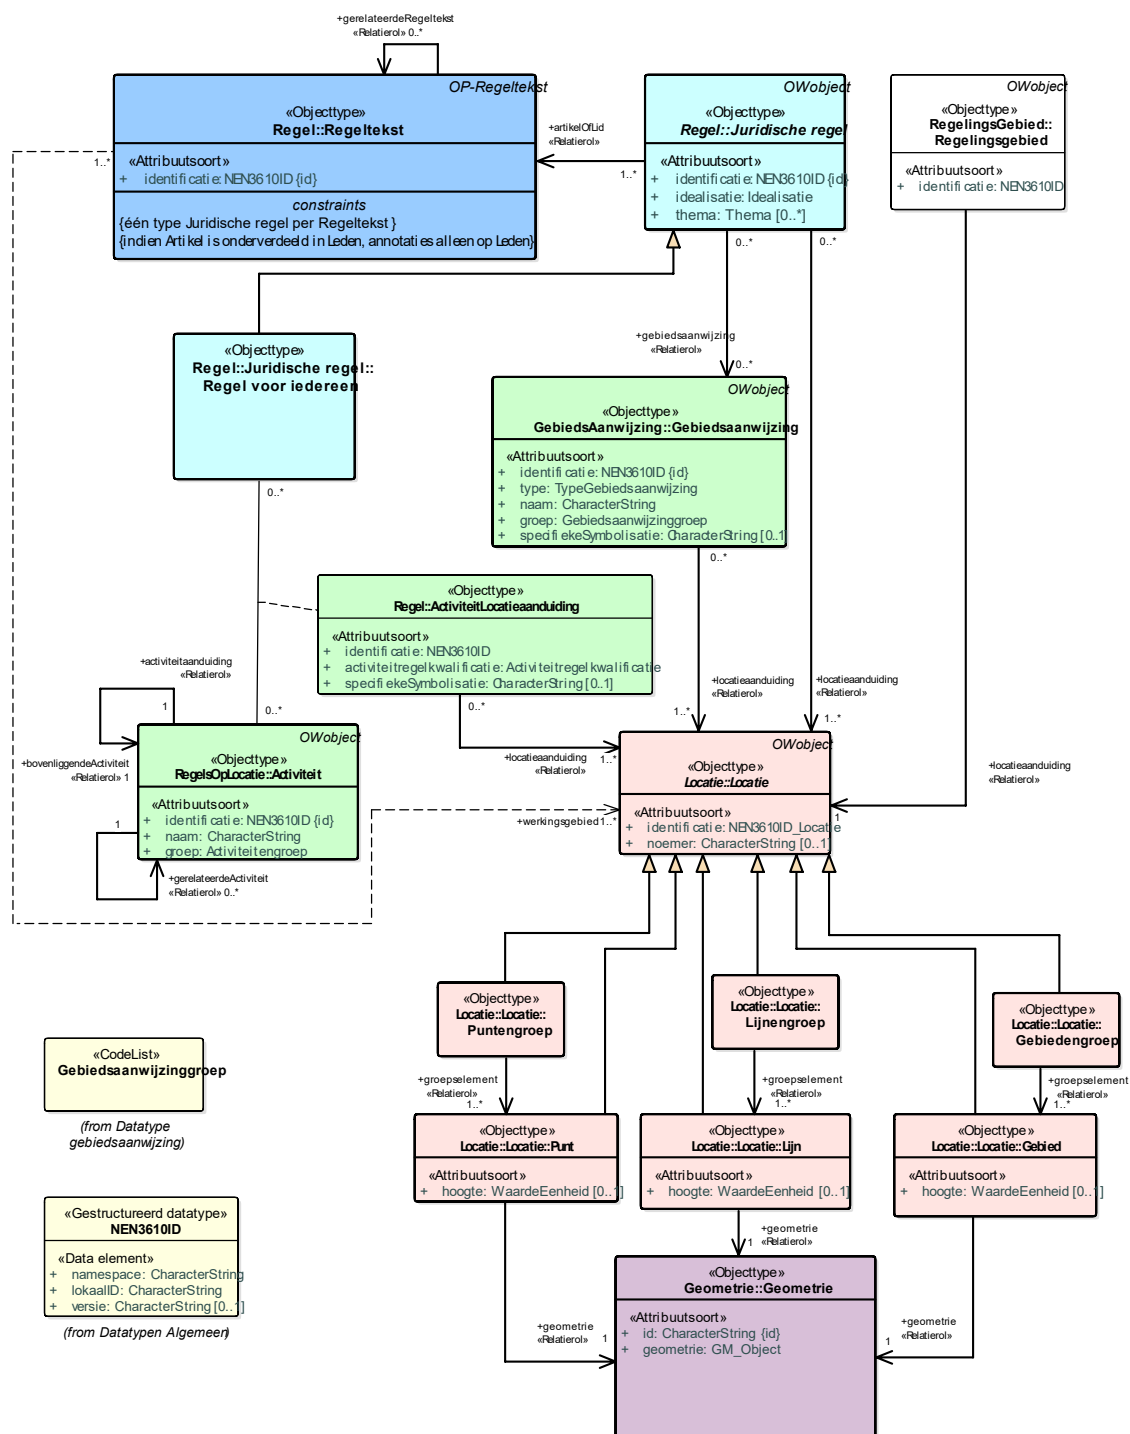 +gerelateerdeRegeltekst
«Relatierol» 0..*
OP-Regeltekst
«Objecttype»
Regel::Regeltekst
«Attribuutsoort»
+ identificatie: NEN3610ID {id}
constraints
{één type Juridische regel per Regeltekst }
{indien Artikel is onderverdeeld in Leden, annotaties alleen op Leden}
1..*
+artikelOfLid
«Relatierol»
1..*
OWobject
«Objecttype»
Regel::Juridische regel
«Attribuutsoort»
+ identificatie: NEN3610ID {id}
+ idealisatie: Idealisatie
+ thema: Thema [0..*]
0..*
0..*
OWobject
«Objecttype»
RegelingsGebied::
Regelingsgebied
«Attribuutsoort»
+ identificatie: NEN3610ID
«Objecttype»
Regel::Juridische regel::
Regel voor iedereen
0..*
+gebiedsaanwijzing
«Relatierol»
0..*
OWobject
«Objecttype»
GebiedsAanwijzing::Gebiedsaanwijzing
«Attribuutsoort»
+ identificatie: NEN3610ID {id}
+ type: TypeGebiedsaanwijzing
+ naam: CharacterString
+ groep: Gebiedsaanwijzinggroep
+ specifiekeSymbolisatie: CharacterString [0..1]
0..*
«Objecttype»
Regel::ActiviteitLocatieaanduiding
«Attribuutsoort»
+ identificatie: NEN3610ID
+ activiteitregelkwalificatie: Activiteitregelkwalificatie
+ specifiekeSymbolisatie: CharacterString [0..1]
0..*
+activiteitaanduiding
«Relatierol»
1
0..*
+locatieaanduiding
«Relatierol»
1..*
+locatieaanduiding
«Relatierol»
1..*
+locatieaanduiding
«Relatierol»
1..*
+locatieaanduiding
«Relatierol»
1
OWobject
«Objecttype»
RegelsOpLocatie::Activiteit
«Attribuutsoort»
+ identificatie: NEN3610ID {id}
+ naam: CharacterString
+ groep: Activiteitengroep
+bovenliggendeActiviteit
«Relatierol» 1
1
+gerelateerdeActiviteit
«Relatierol» 0..*
+werkingsgebied 1..*
OWobject
«Objecttype»
Locatie::Locatie
«Attribuutsoort»
+ identificatie: NEN3610ID_Locatie
+ noemer: CharacterString [0..1]
«Objecttype»
Locatie::Locatie::
Puntengroep
«Objecttype»
Locatie::Locatie::
Lijnengroep
«Objecttype»
Locatie::Locatie::
Gebiedengroep
+groepselement
«Relatierol»
1..*
+groepselement
«Relatierol»
1..*
+groepselement
«Relatierol»
1..*
«Objecttype»
Locatie::Locatie::Punt
«Attribuutsoort»
+ hoogte: WaardeEenheid [0..1]
«Objecttype»
Locatie::Locatie::Lijn
«Attribuutsoort»
+ hoogte: WaardeEenheid [0..1]
«Objecttype»
Locatie::Locatie::Gebied
«Attribuutsoort»
+ hoogte: WaardeEenheid [0..1]
+geometrie
«Relatierol»
1
+geometrie
«Relatierol»
1
+geometrie
«Relatierol»
1
«Objecttype»
Geometrie::Geometrie
«Attribuutsoort»
+ id: CharacterString {id}
+ geometrie: GM_Object
«CodeList»
Gebiedsaanwijzinggroep
(from Datatype
gebiedsaanwijzing)
«Gestructureerd datatype»
NEN3610ID
«Data element»
+ namespace: CharacterString
+ lokaalID: CharacterString
+ versie: CharacterString [0..1]
(from Datatypen Algemeen)